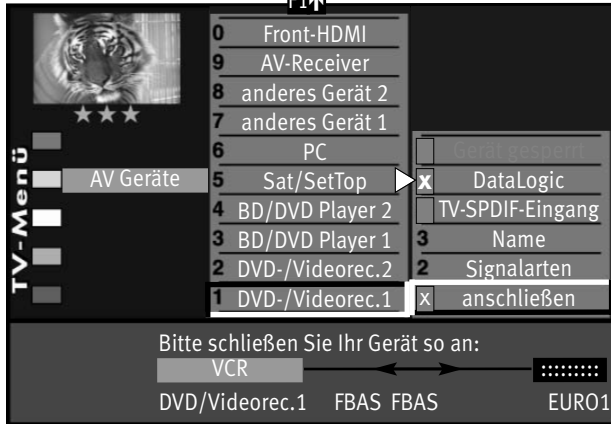 F1
0 Front-HDMI
9 AV-Receiver
8 anderes Gerät 2
7 anderes Gerät 1
6 PC
5 Sat/SetTop
4 BD/DVD Player 2
3 BD/DVD Player 1
2 DVD-/Videorec.2
1 DVD-/Videorec.1
TV-Menü
AV Geräte
Gerät gesperrt
x DataLogic
TV-SPDIF-Eingang
3 Name
2 Signalarten
x anschließen
Bitte schließen Sie Ihr Gerät so an:
VCR
DVD/Videorec.1 FBAS FBAS EURO1